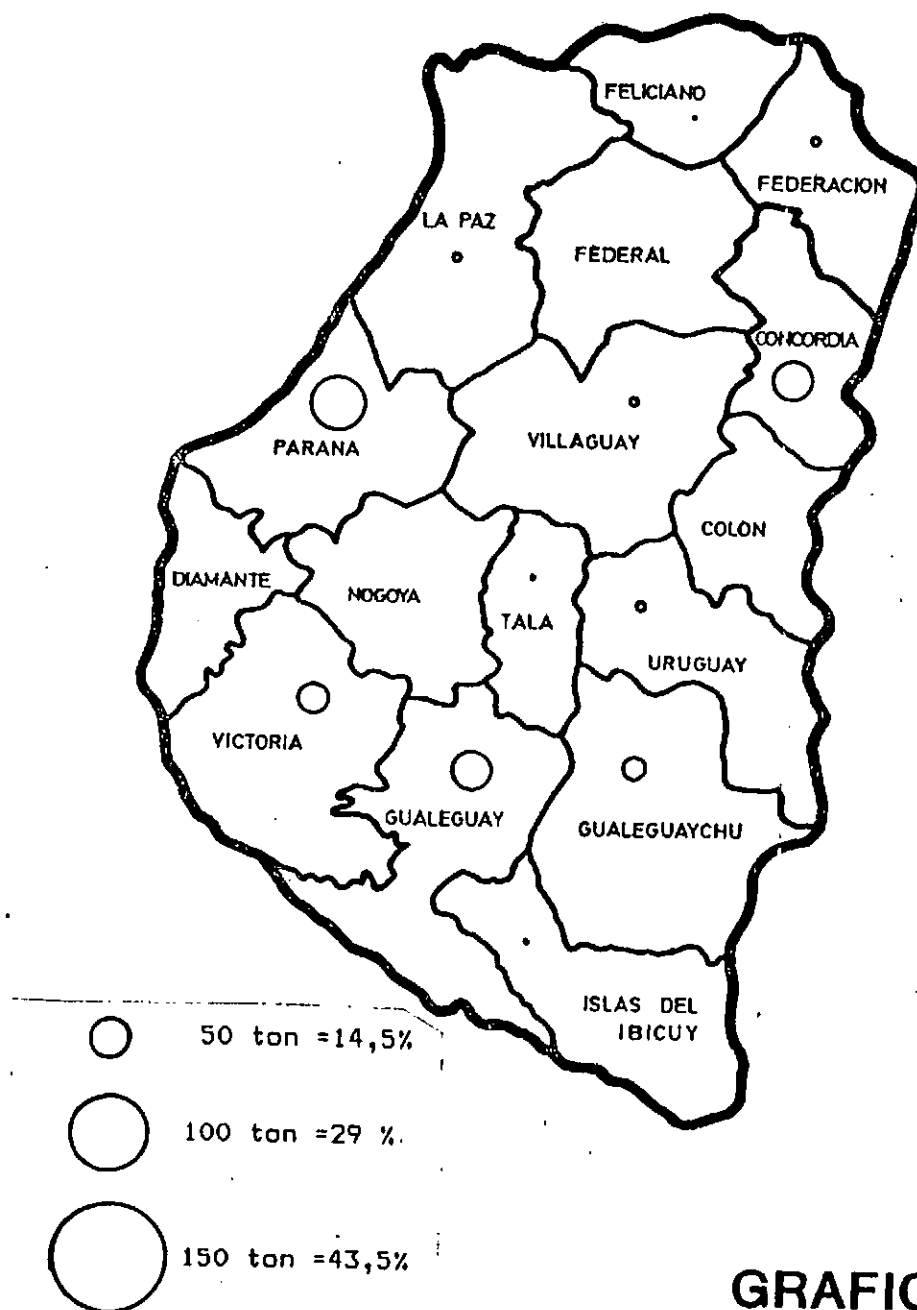 FELICIANO
FEDERACION
LA PAZ
FEDERAL
CONCORDIA
PARANA
VILLAGUAY
COLON
DIAMANTE
NOGOYA
TALA
URUGUAY
VICTORIA
GUALEGUAY
GUALEGUAYCHU
ISLAS DEL
IBICUY
50 ton =14,5%
100 ton =29 %.
150 ton =43,5%
GRAFIC